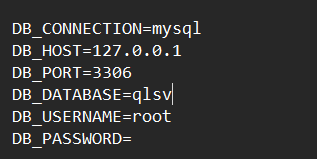 DB_CONNECTION=mysql
DB_HOST=127.0.0.1
DB_PORT=3306
DB_DATABASE=qlsv
DB_USERNAME=root
DB_PASSWORD=